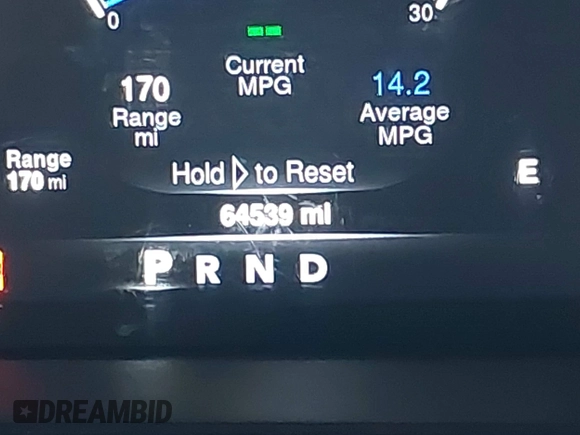 0
30
Current
MPG
170
Range
mi
14.2
Average
MPG
Range
170 mi
Hold ▷ to Reset
E
64539 mi
P R N D
DREAMBID